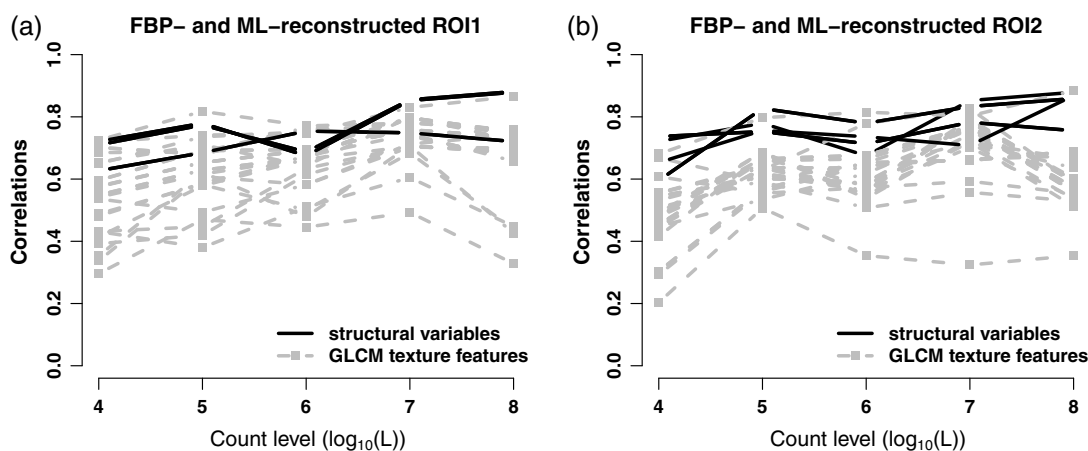 (a)
FBP− and ML−reconstructed ROI1
Correlations
1.0
0.8
0.6
0.4
0.2
0.0
structural variables
GLCM texture features
4 5 6 7 8
Count level (log₁₀(L))
(b)
FBP− and ML−reconstructed ROI2
Correlations
1.0
0.8
0.6
0.4
0.2
0.0
structural variables
GLCM texture features
4 5 6 7 8
Count level (log₁₀(L))